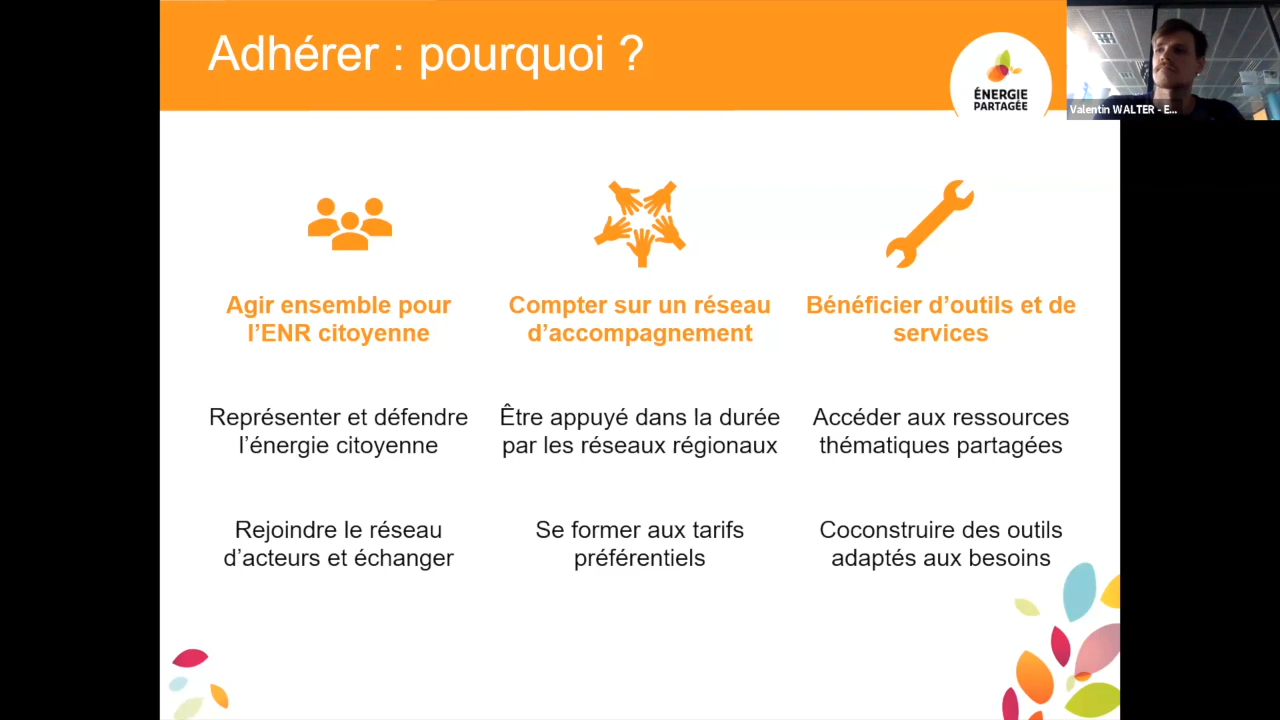 Adhérer : pourquoi ?
ÉNERGIE
PARTAGÉE
Valentin WALTER - E...
Agir ensemble pour
l’ENR citoyenne
Compter sur un réseau
d’accompagnement
Bénéficier d’outils et de
services
Représenter et défendre
l’énergie citoyenne
Être appuyé dans la durée
par les réseaux régionaux
Accéder aux ressources
thématiques partagées
Rejoindre le réseau
d’acteurs et échanger
Se former aux tarifs
préférentiels
Coconstruire des outils
adaptés aux besoins